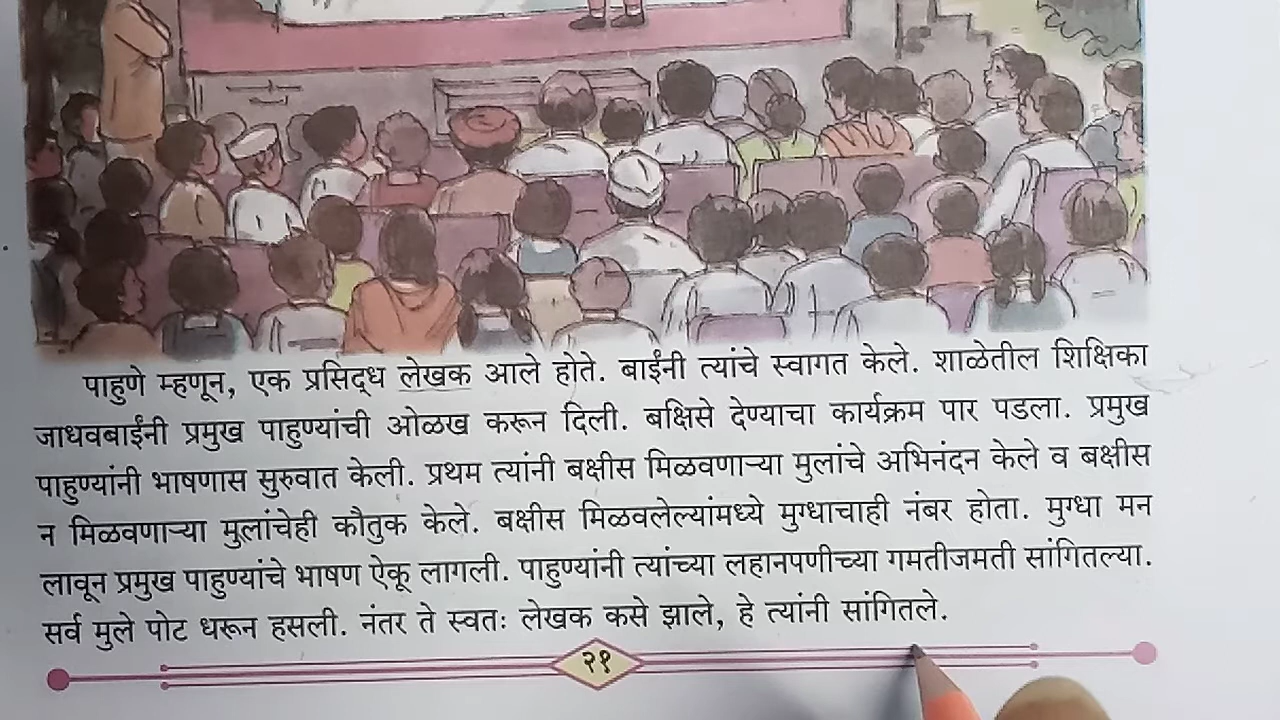 पाहुणे म्हणून, एक प्रसिद्ध लेखक आले होते. बाईंनी त्यांचे स्वागत केले. शाळेतील शिक्षिका
जाधवबाईंनी प्रमुख पाहुण्यांची ओळख करून दिली. बक्षिसे देण्याचा कार्यक्रम पार पडला. प्रमुख
पाहुण्यांनी भाषणास सुरुवात केली. प्रथम त्यांनी बक्षीस मिळवणाऱ्या मुलांचे अभिनंदन केले व बक्षीस
न मिळवणाऱ्या मुलांचेही कौतुक केले. बक्षीस मिळवलेल्यांमध्ये मुग्धाचाही नंबर होता. मुग्धा मन
लावून प्रमुख पाहुण्यांचे भाषण ऐकू लागली. पाहुण्यांनी त्यांच्या लहानपणीच्या गमतीजमती सांगितल्या.
सर्व मुले पोट धरून हसली. नंतर ते स्वतः लेखक कसे झाले, हे त्यांनी सांगितले.
२१